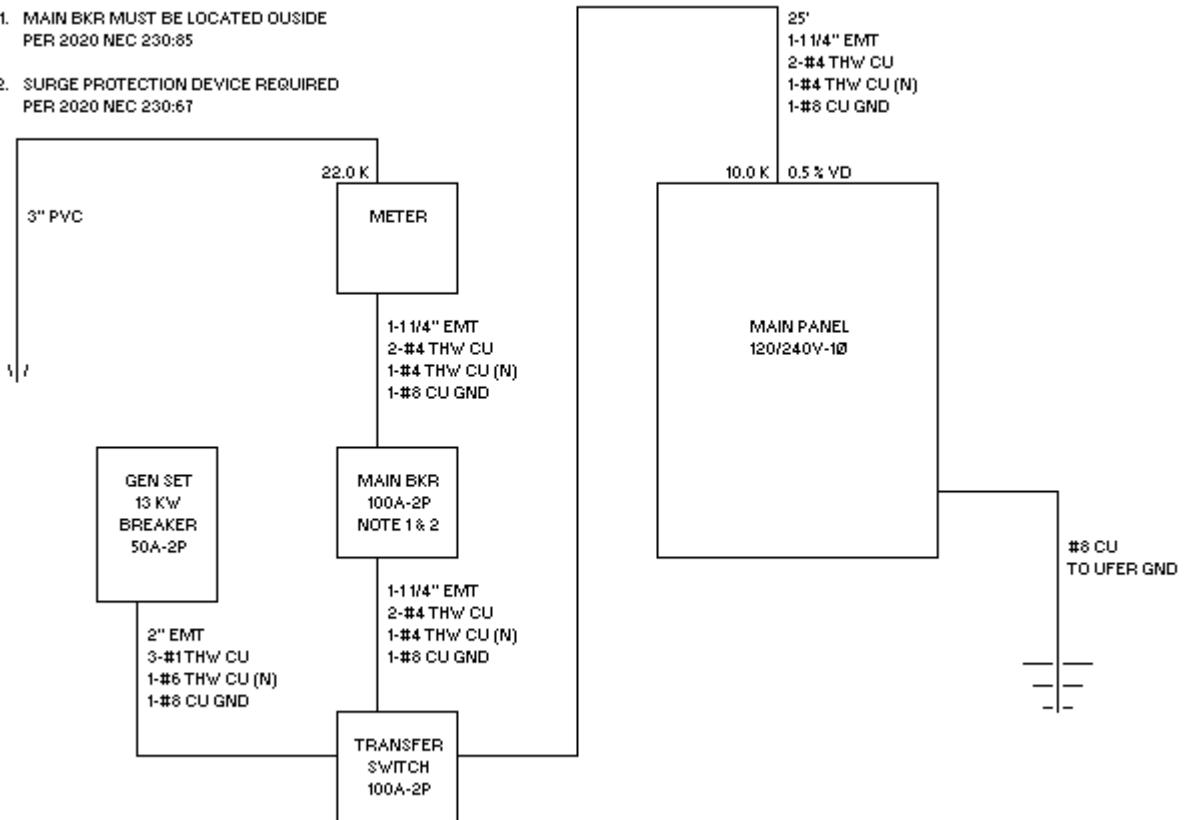 1. MAIN BKR MUST BE LOCATED OUSIDE
PER 2020 NEC 230:85
2. SURGE PROTECTION DEVICE REQUIRED
PER 2020 NEC 230:67
25'
1-1 1/4" EMT
2-#4 THW CU
1-#4 THW CU (N)
1-#8 CU GND
22.0 K
10.0 K
0.5 % VD
3" PVC
METER
1-1 1/4" EMT
2-#4 THW CU
1-#4 THW CU (N)
1-#8 CU GND
MAIN PANEL
120/240V-1Ø
GEN SET
13 KW
BREAKER
50A-2P
MAIN BKR
100A-2P
NOTE 1 & 2
#8 CU
TO UFER GND
1-1 1/4" EMT
2-#4 THW CU
1-#4 THW CU (N)
1-#8 CU GND
2" EMT
3-#1 THW CU
1-#6 THW CU (N)
1-#8 CU GND
TRANSFER
SWITCH
100A-2P